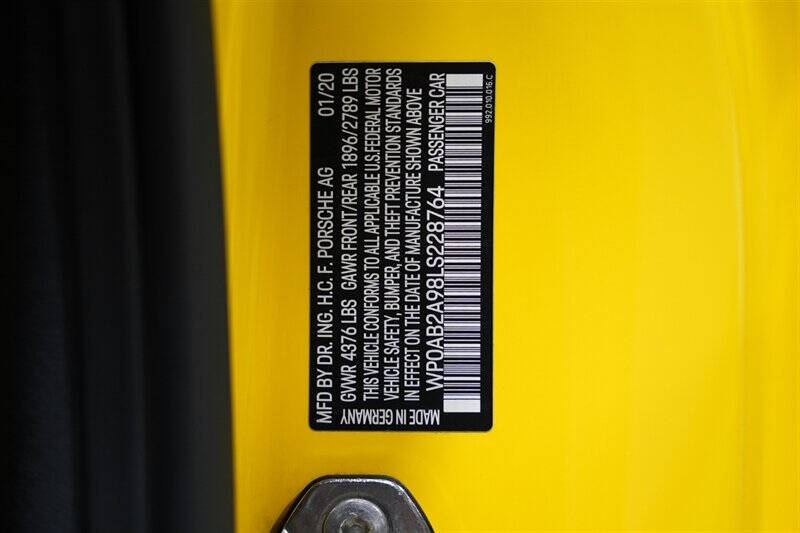 MFD BY DR. ING. H.C. F. PORSCHE AG 01/20
GVWR 4376 LBS GAWR FRONT/REAR 1896/2789 LBS
THIS VEHICLE CONFORMS TO ALL APPLICABLE U.S.FEDERAL MOTOR
VEHICLE SAFETY, BUMPER, AND THEFT PREVENTION STANDARDS
IN EFFECT ON THE DATE OF MANUFACTURE SHOWN ABOVE
WP0AB2A98LS228764 PASSENGER CAR
MADE IN GERMANY
992.010.016.C